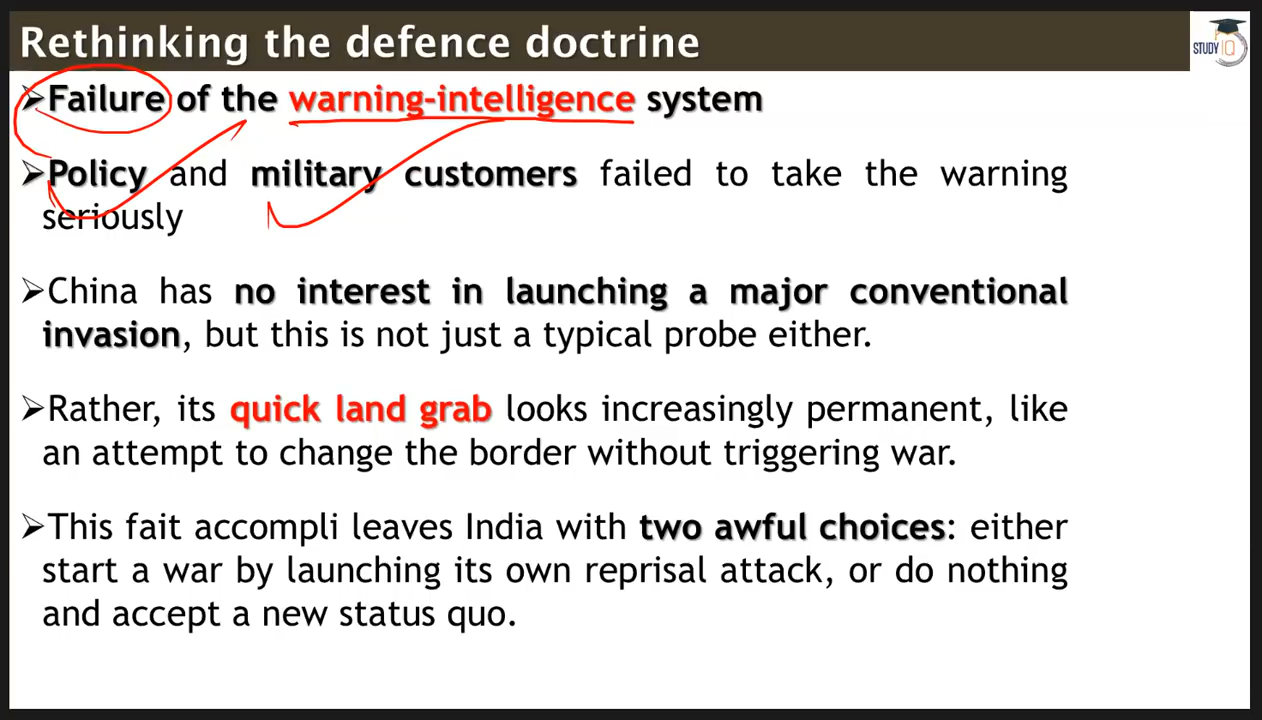 Rethinking the defence doctrine
STUDY IQ
➢Failure of the warning-intelligence system
➢Policy and military customers failed to take the warning
seriously
➢China has no interest in launching a major conventional
invasion, but this is not just a typical probe either.
➢Rather, its quick land grab looks increasingly permanent, like
an attempt to change the border without triggering war.
➢This fait accompli leaves India with two awful choices: either
start a war by launching its own reprisal attack, or do nothing
and accept a new status quo.